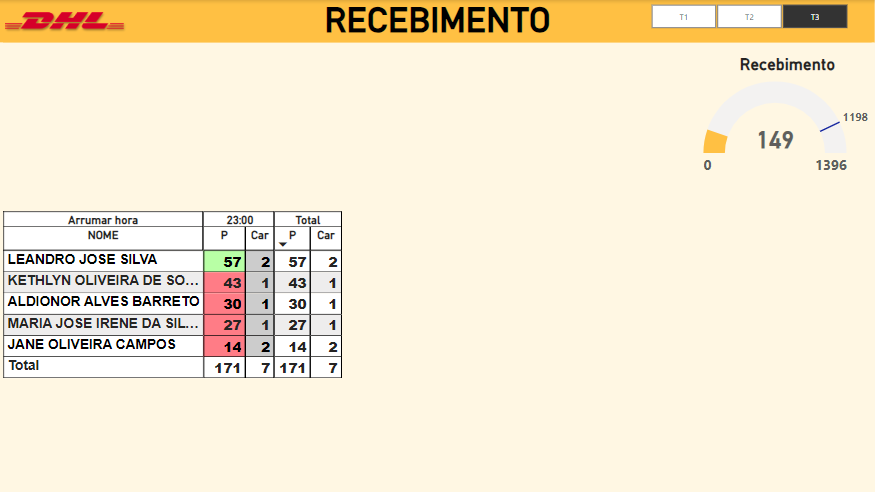 DHL
RECEBIMENTO
T1 T2 T3
Recebimento
1198
149
0 1396
Arrumar hora 23:00 Total
NOME P Car P Car
LEANDRO JOSE SILVA 57 2 57 2
KETHLYN OLIVEIRA DE SO... 43 1 43 1
ALDIONOR ALVES BARRETO 30 1 30 1
MARIA JOSE IRENE DA SIL... 27 1 27 1
JANE OLIVEIRA CAMPOS 14 2 14 2
Total 171 7 171 7